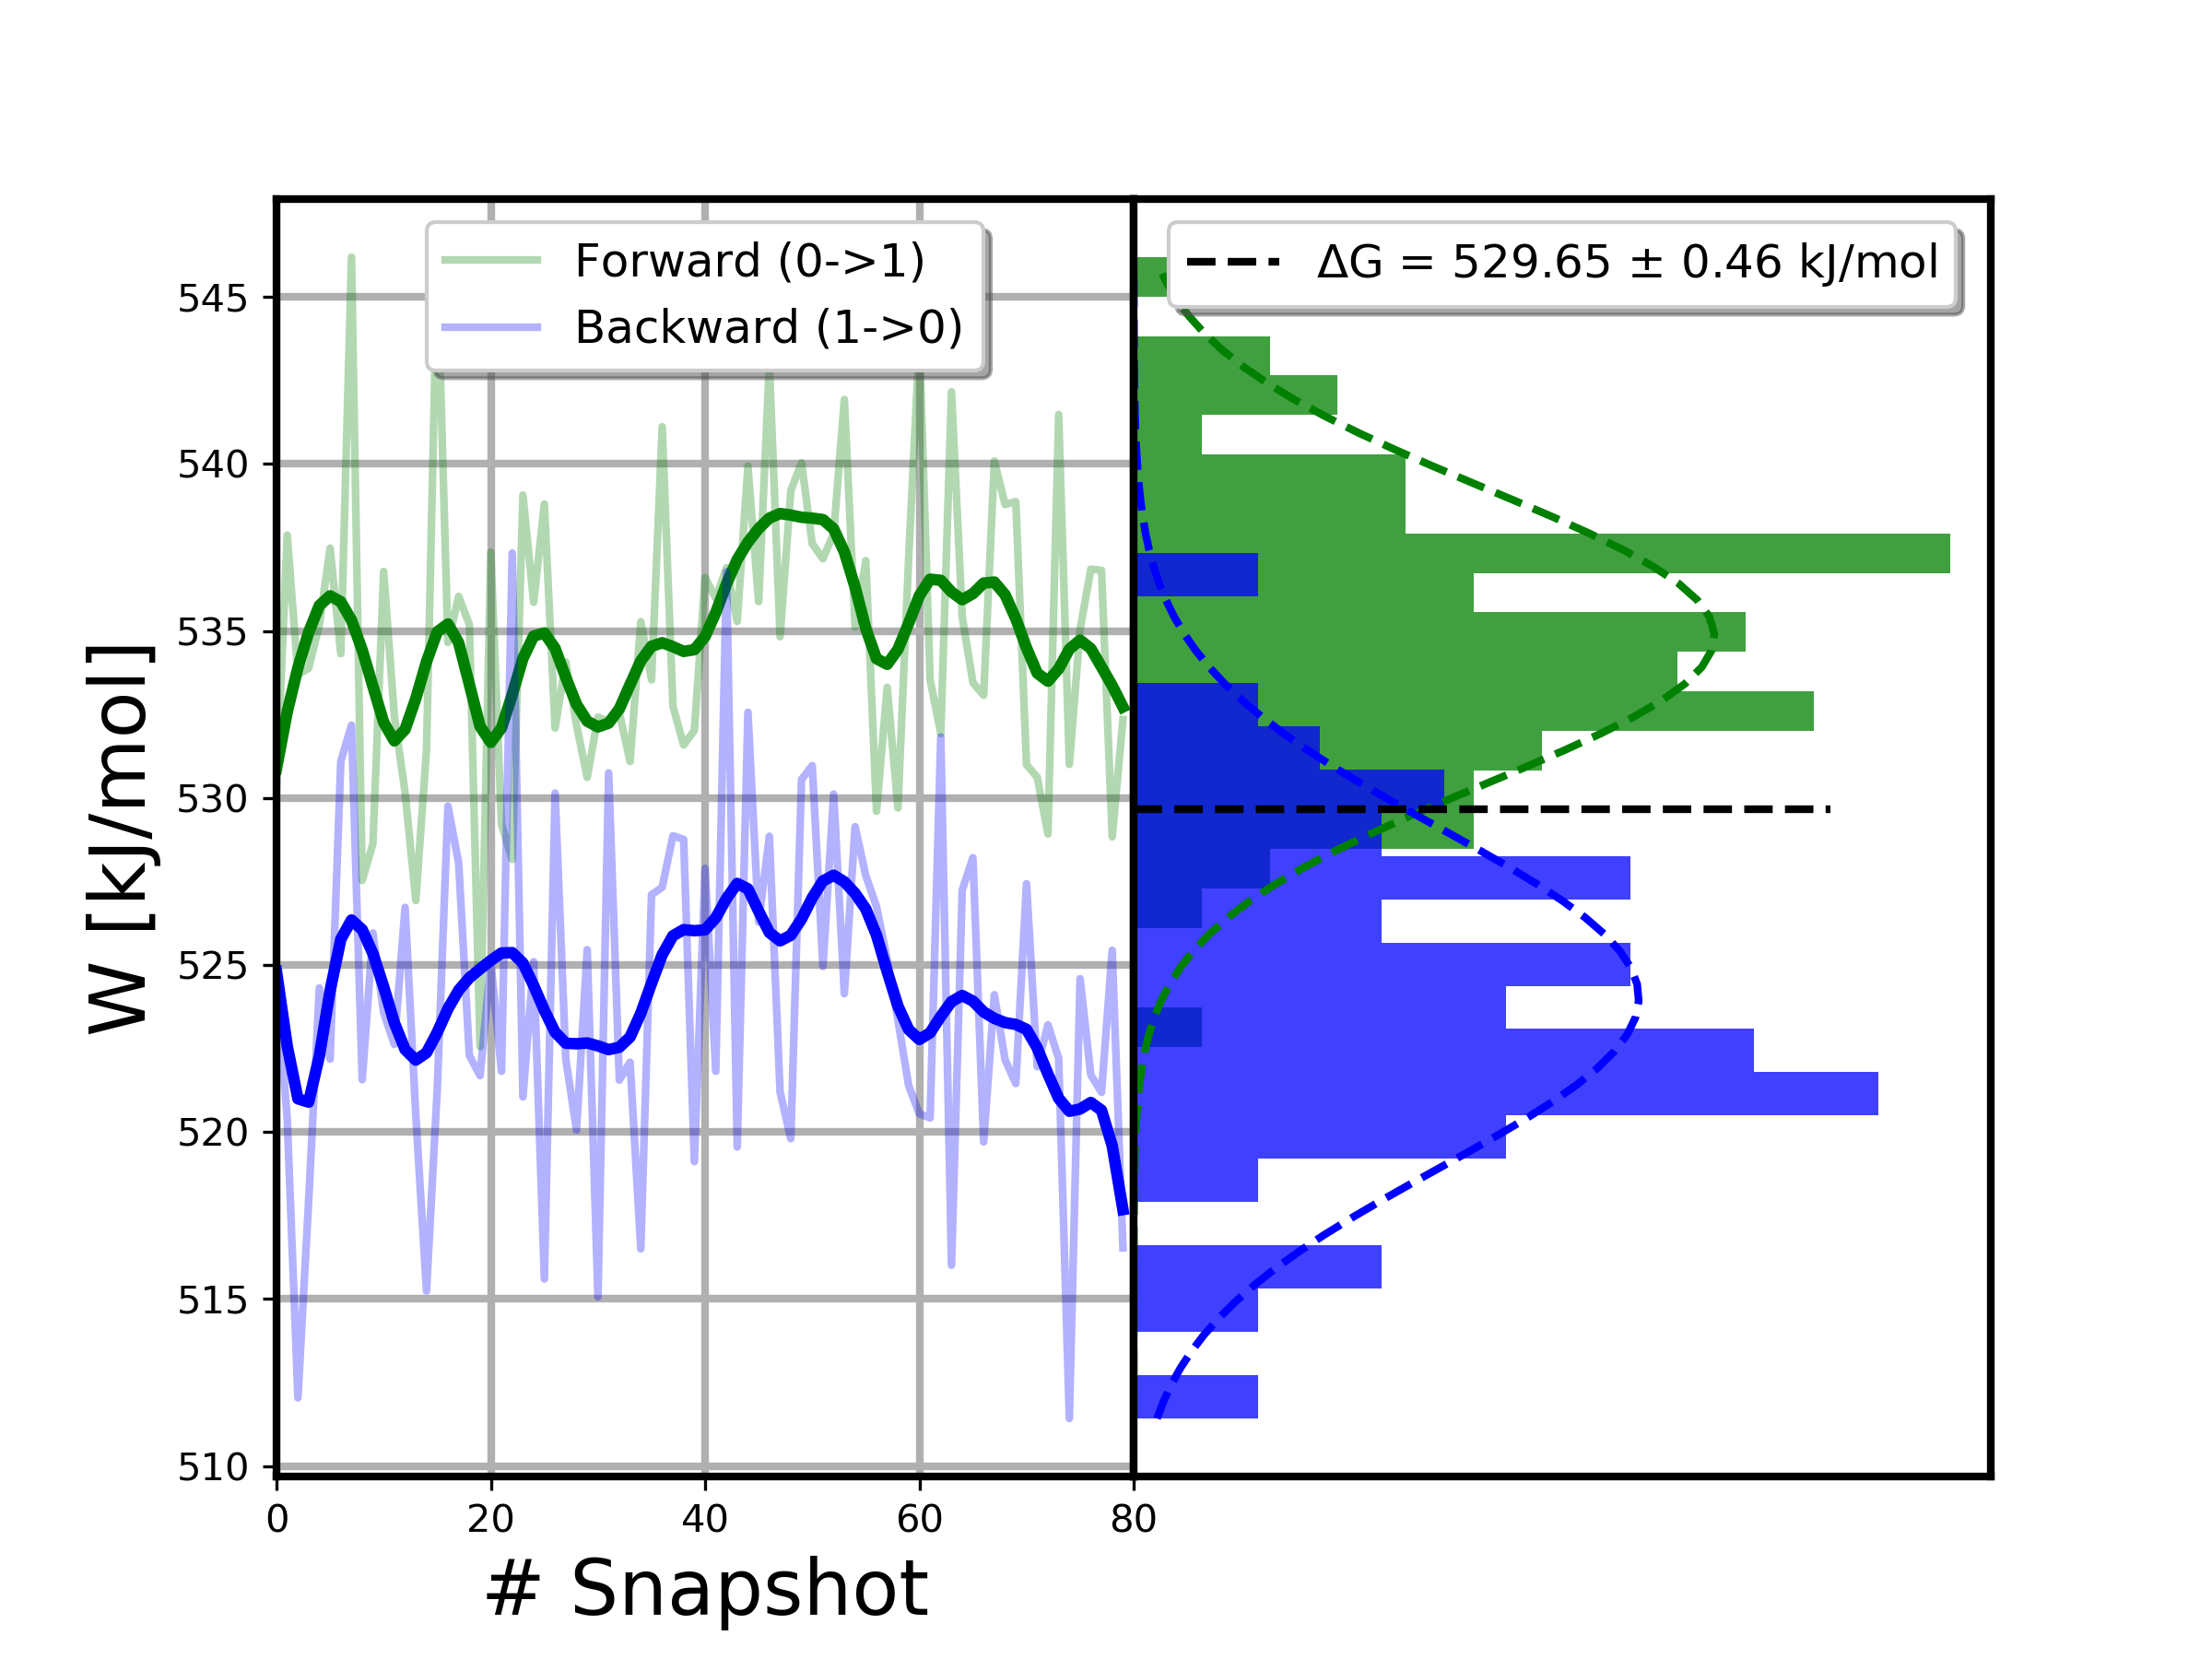 Forward (0->1)
Backward (1->0)
ΔG = 529.65 ± 0.46 kJ/mol
545
540
535
530
525
520
515
510
W [kJ/mol]
0 20 40 60 80
# Snapshot